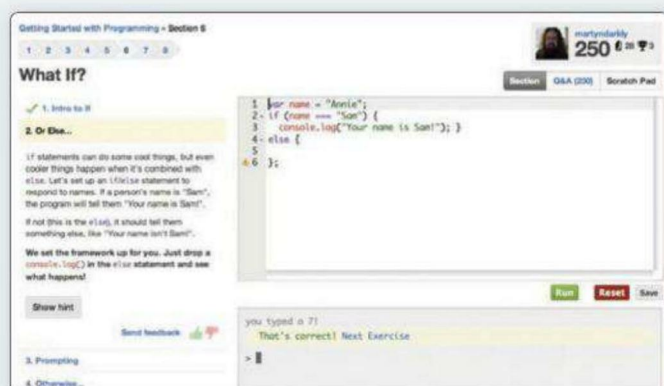 Getting Started with Programming • Section 6
1 2 3 4 5 6 7 8
martyndarkly
250 28 3
What If?
Section Q&A (230) Scratch Pad
1. Intro to If
2. Or Else...
if statements can do some cool things, but even
cooler things happen when it's combined with
else. Let's set up an if/else statement to
respond to names. If a person's name is "Sam",
the program will tell them "Your name is Sam!".
If not (this is the else), it should tell them
something else, like "Your name isn't Sam!".
We set the framework up for you. Just drop a
console.log() in the else statement and see
what happens!
Show hint
Send feedback
3. Prompting
4. Otherwise...
1 var name = "Annie";
2 - if (name === "Sam") {
3 console.log("Your name is Sam!"); }
4 - else {
5
6 };
Run Reset Save
you typed a 7!
That's correct! Next Exercise
>